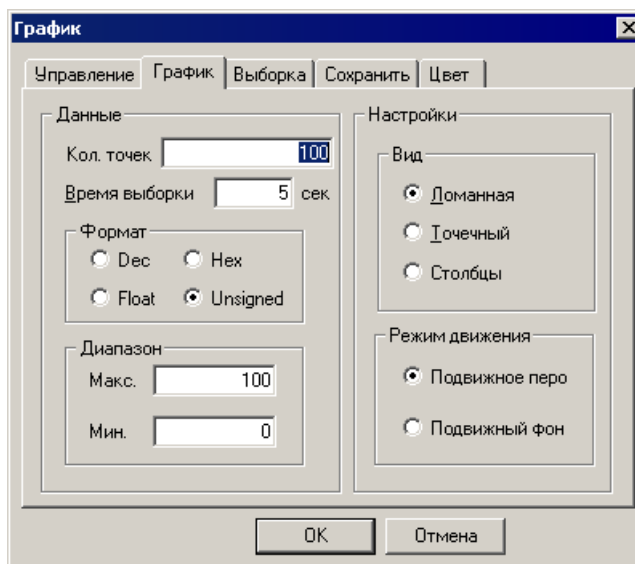 График
Управление График Выборка Сохранить Цвет
Данные
Кол. точек 100
Время выборки 5 сек
Формат
Dec Hex
Float Unsigned
Диапазон
Макс. 100
Мин. 0
Настройки
Вид
Ломанная
Точечный
Столбцы
Режим движения
Подвижное перо
Подвижный фон
OK Отмена